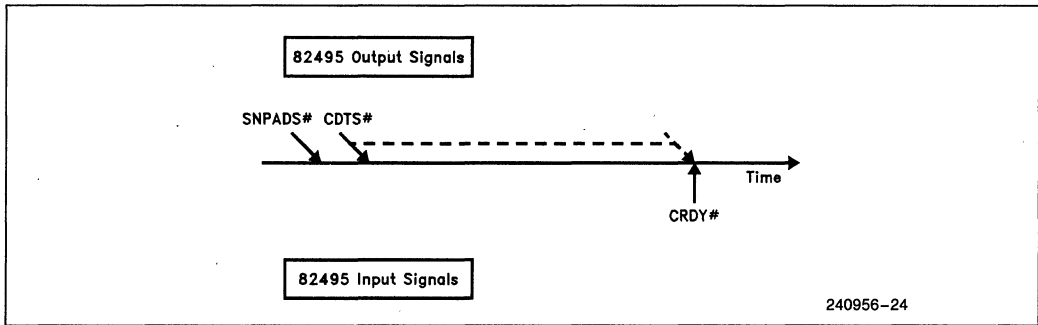 82495 Output Signals
SNPADS# CDTS#
Time
CRDY#
82495 Input Signals
240956-24